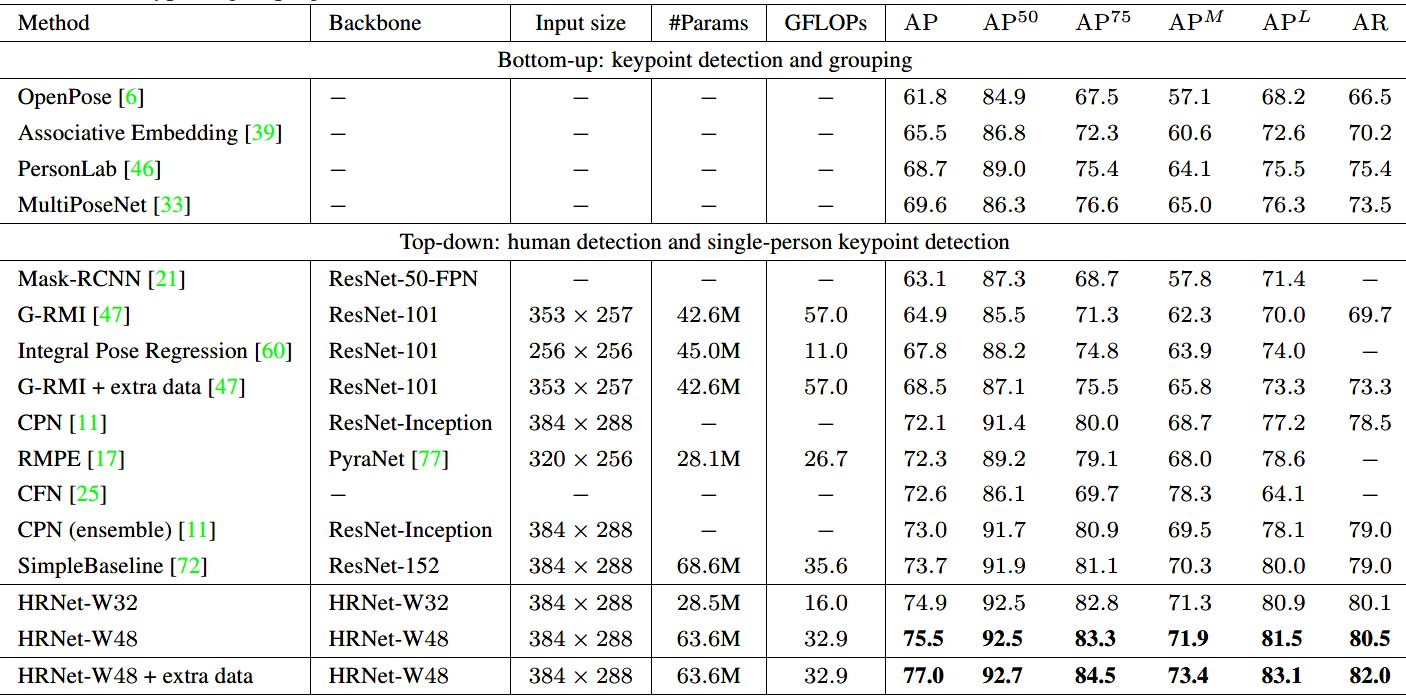 Method Backbone Input size #Params GFLOPs AP AP^50 AP^75 AP^M AP^L AR
Bottom-up: keypoint detection and grouping
OpenPose [6] − − − − 61.8 84.9 67.5 57.1 68.2 66.5
Associative Embedding [39] − − − − 65.5 86.8 72.3 60.6 72.6 70.2
PersonLab [46] − − − − 68.7 89.0 75.4 64.1 75.5 75.4
MultiPoseNet [33] − − − − 69.6 86.3 76.6 65.0 76.3 73.5
Top-down: human detection and single-person keypoint detection
Mask-RCNN [21] ResNet-50-FPN − − − 63.1 87.3 68.7 57.8 71.4 −
G-RMI [47] ResNet-101 353 × 257 42.6M 57.0 64.9 85.5 71.3 62.3 70.0 69.7
Integral Pose Regression [60] ResNet-101 256 × 256 45.0M 11.0 67.8 88.2 74.8 63.9 74.0 −
G-RMI + extra data [47] ResNet-101 353 × 257 42.6M 57.0 68.5 87.1 75.5 65.8 73.3 73.3
CPN [11] ResNet-Inception 384 × 288 − − 72.1 91.4 80.0 68.7 77.2 78.5
RMPE [17] PyraNet [77] 320 × 256 28.1M 26.7 72.3 89.2 79.1 68.0 78.6 −
CFN [25] − − − − 72.6 86.1 69.7 78.3 64.1 −
CPN (ensemble) [11] ResNet-Inception 384 × 288 − − 73.0 91.7 80.9 69.5 78.1 79.0
SimpleBaseline [72] ResNet-152 384 × 288 68.6M 35.6 73.7 91.9 81.1 70.3 80.0 79.0
HRNet-W32 HRNet-W32 384 × 288 28.5M 16.0 74.9 92.5 82.8 71.3 80.9 80.1
HRNet-W48 HRNet-W48 384 × 288 63.6M 32.9 75.5 92.5 83.3 71.9 81.5 80.5
HRNet-W48 + extra data HRNet-W48 384 × 288 63.6M 32.9 77.0 92.7 84.5 73.4 83.1 82.0